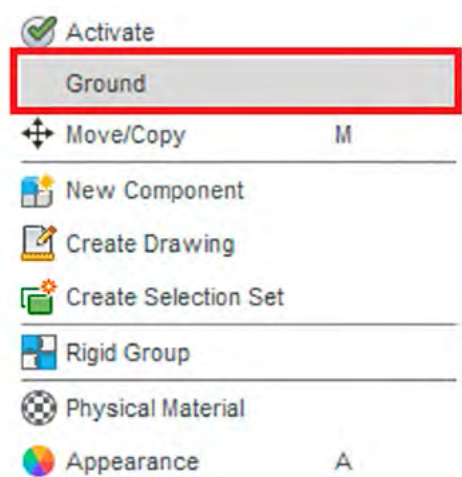 Activate
Ground
Move/Copy M
New Component
Create Drawing
Create Selection Set
Rigid Group
Physical Material
Appearance A